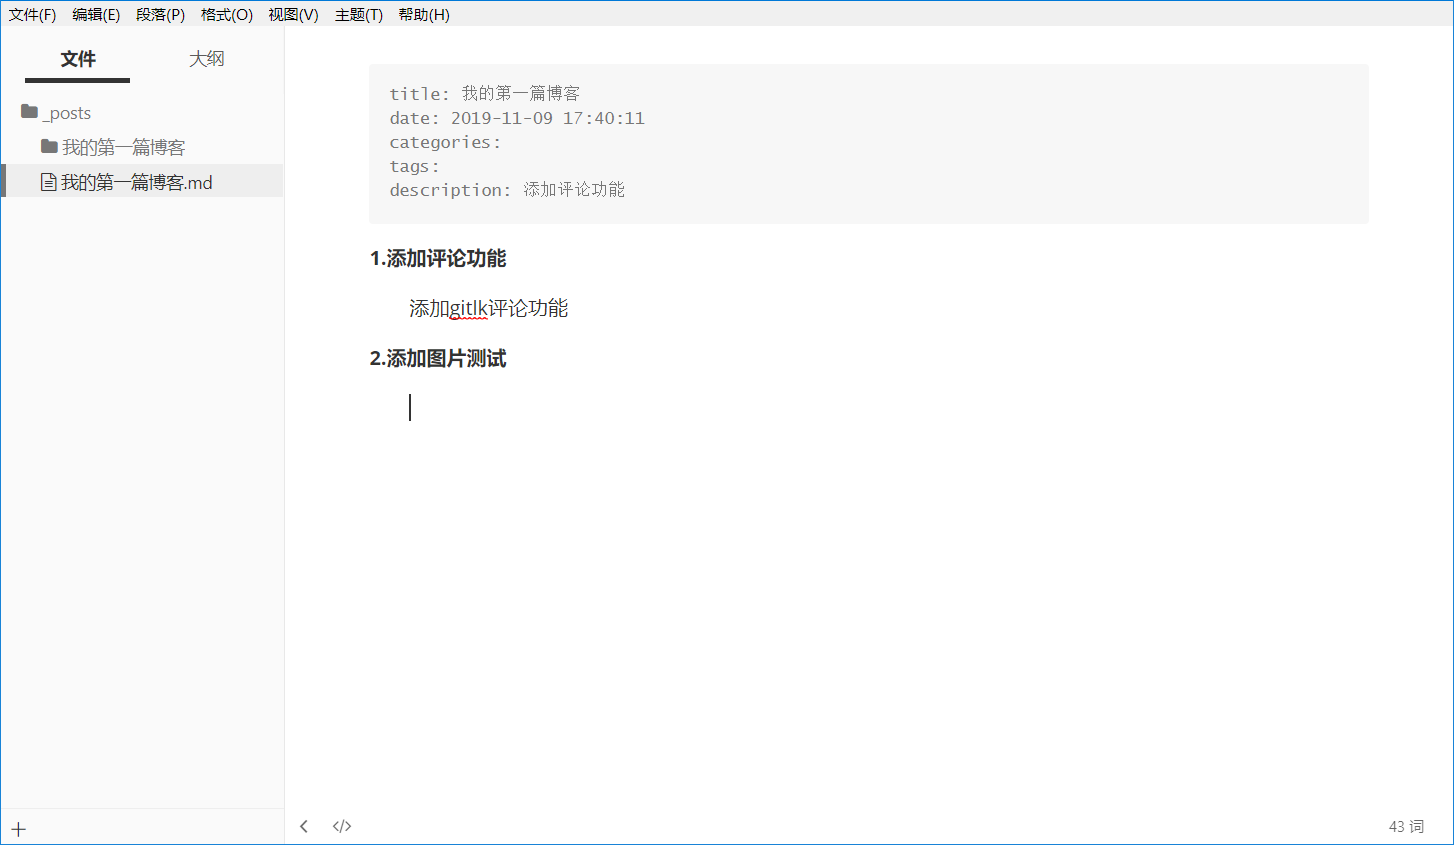 文件(F) 编辑(E) 段落(P) 格式(O) 视图(V) 主题(T) 帮助(H)
文件 大纲
_posts
我的第一篇博客
我的第一篇博客.md
title: 我的第一篇博客
date: 2019-11-09 17:40:11
categories:
tags:
description: 添加评论功能
1.添加评论功能
添加gitlk评论功能
2.添加图片测试
43 词